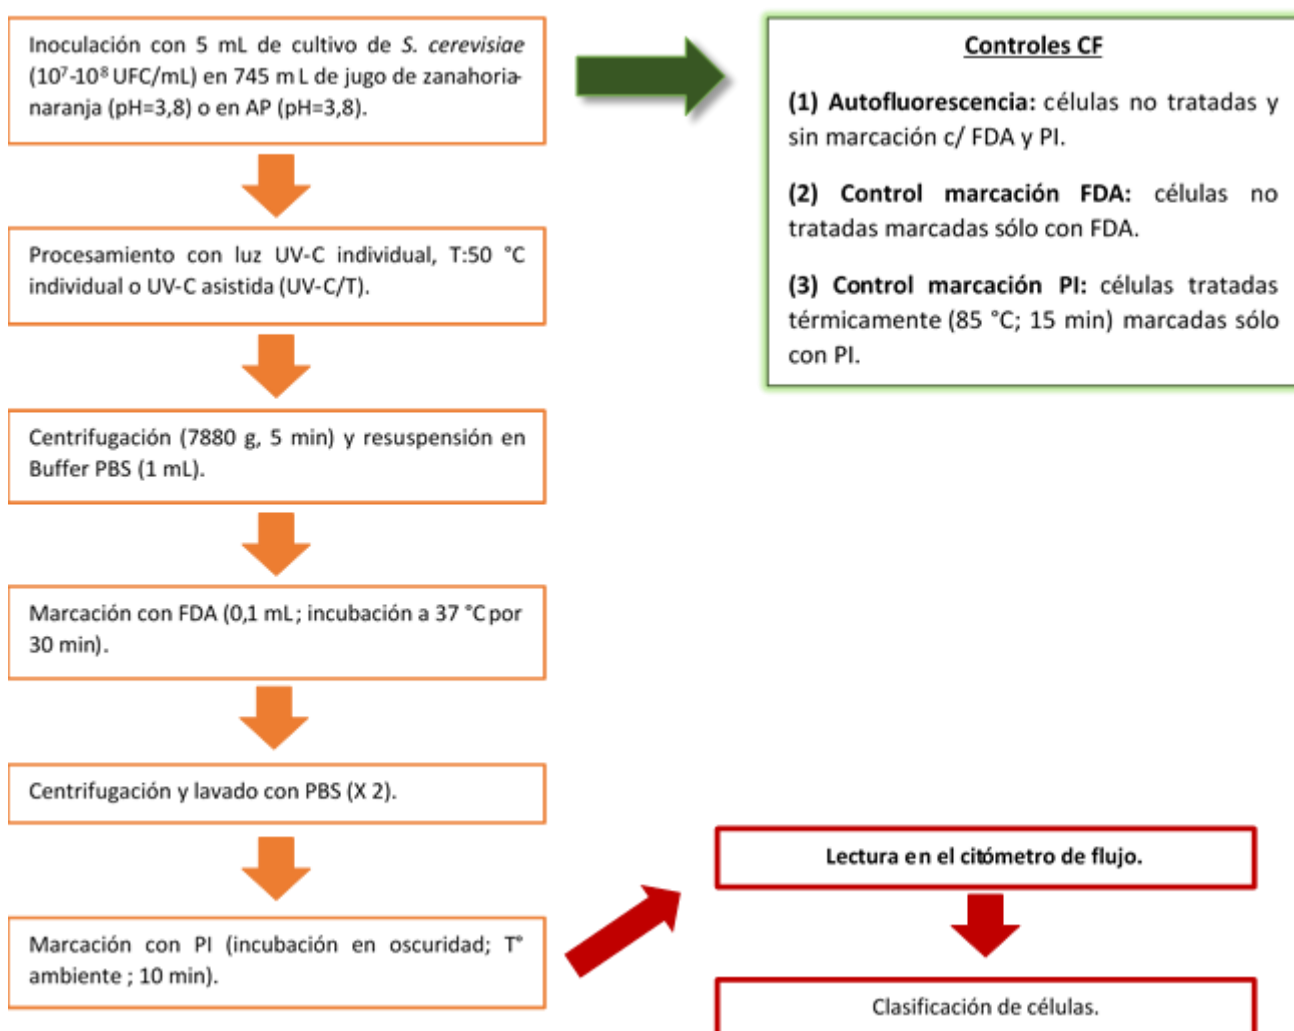 Inoculación con 5 mL de cultivo de S. cerevisiae
(10⁷-10⁸ UFC/mL) en 745 mL de jugo de zanahoria-
naranja (pH=3,8) o en AP (pH=3,8).
Procesamiento con luz UV-C individual, T:50 °C
individual o UV-C asistida (UV-C/T).
Centrifugación (7880 g, 5 min) y resuspensión en
Buffer PBS (1 mL).
Marcación con FDA (0,1 mL; incubación a 37 °C por
30 min).
Centrifugación y lavado con PBS (X 2).
Marcación con PI (incubación en oscuridad; T°
ambiente ; 10 min).
Controles CF
(1) Autofluorescencia: células no tratadas y
sin marcación c/ FDA y PI.
(2) Control marcación FDA: células no
tratadas marcadas sólo con FDA.
(3) Control marcación PI: células tratadas
térmicamente (85 °C; 15 min) marcadas sólo
con PI.
Lectura en el citómetro de flujo.
Clasificación de células.